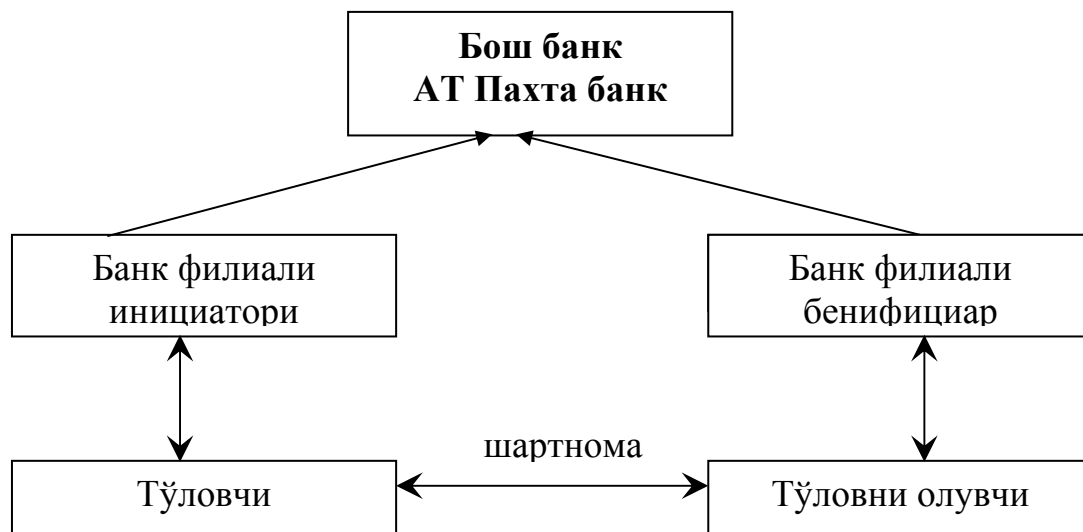 Бош банк
АТ Пахта банк
Банк филиали
инициатори
Банк филиали
бенифициар
шартнома
Тўловчи
Тўловни олувчи